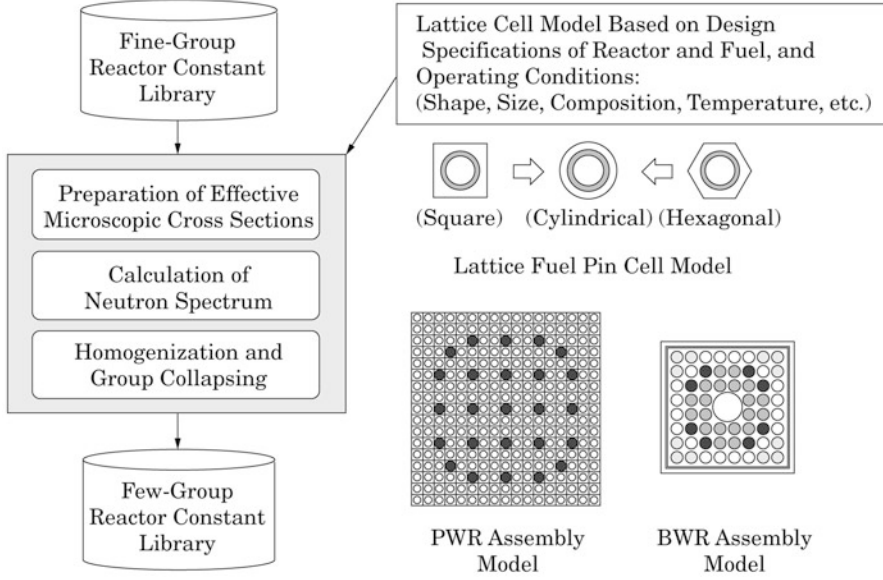 Fine-Group
Reactor Constant
Library
Lattice Cell Model Based on Design
Specifications of Reactor and Fuel, and
Operating Conditions:
(Shape, Size, Composition, Temperature, etc.)
Preparation of Effective
Microscopic Cross Sections
Calculation of
Neutron Spectrum
Homogenization and
Group Collapsing
Few-Group
Reactor Constant
Library
(Square)
(Cylindrical)
(Hexagonal)
Lattice Fuel Pin Cell Model
PWR Assembly
Model
BWR Assembly
Model